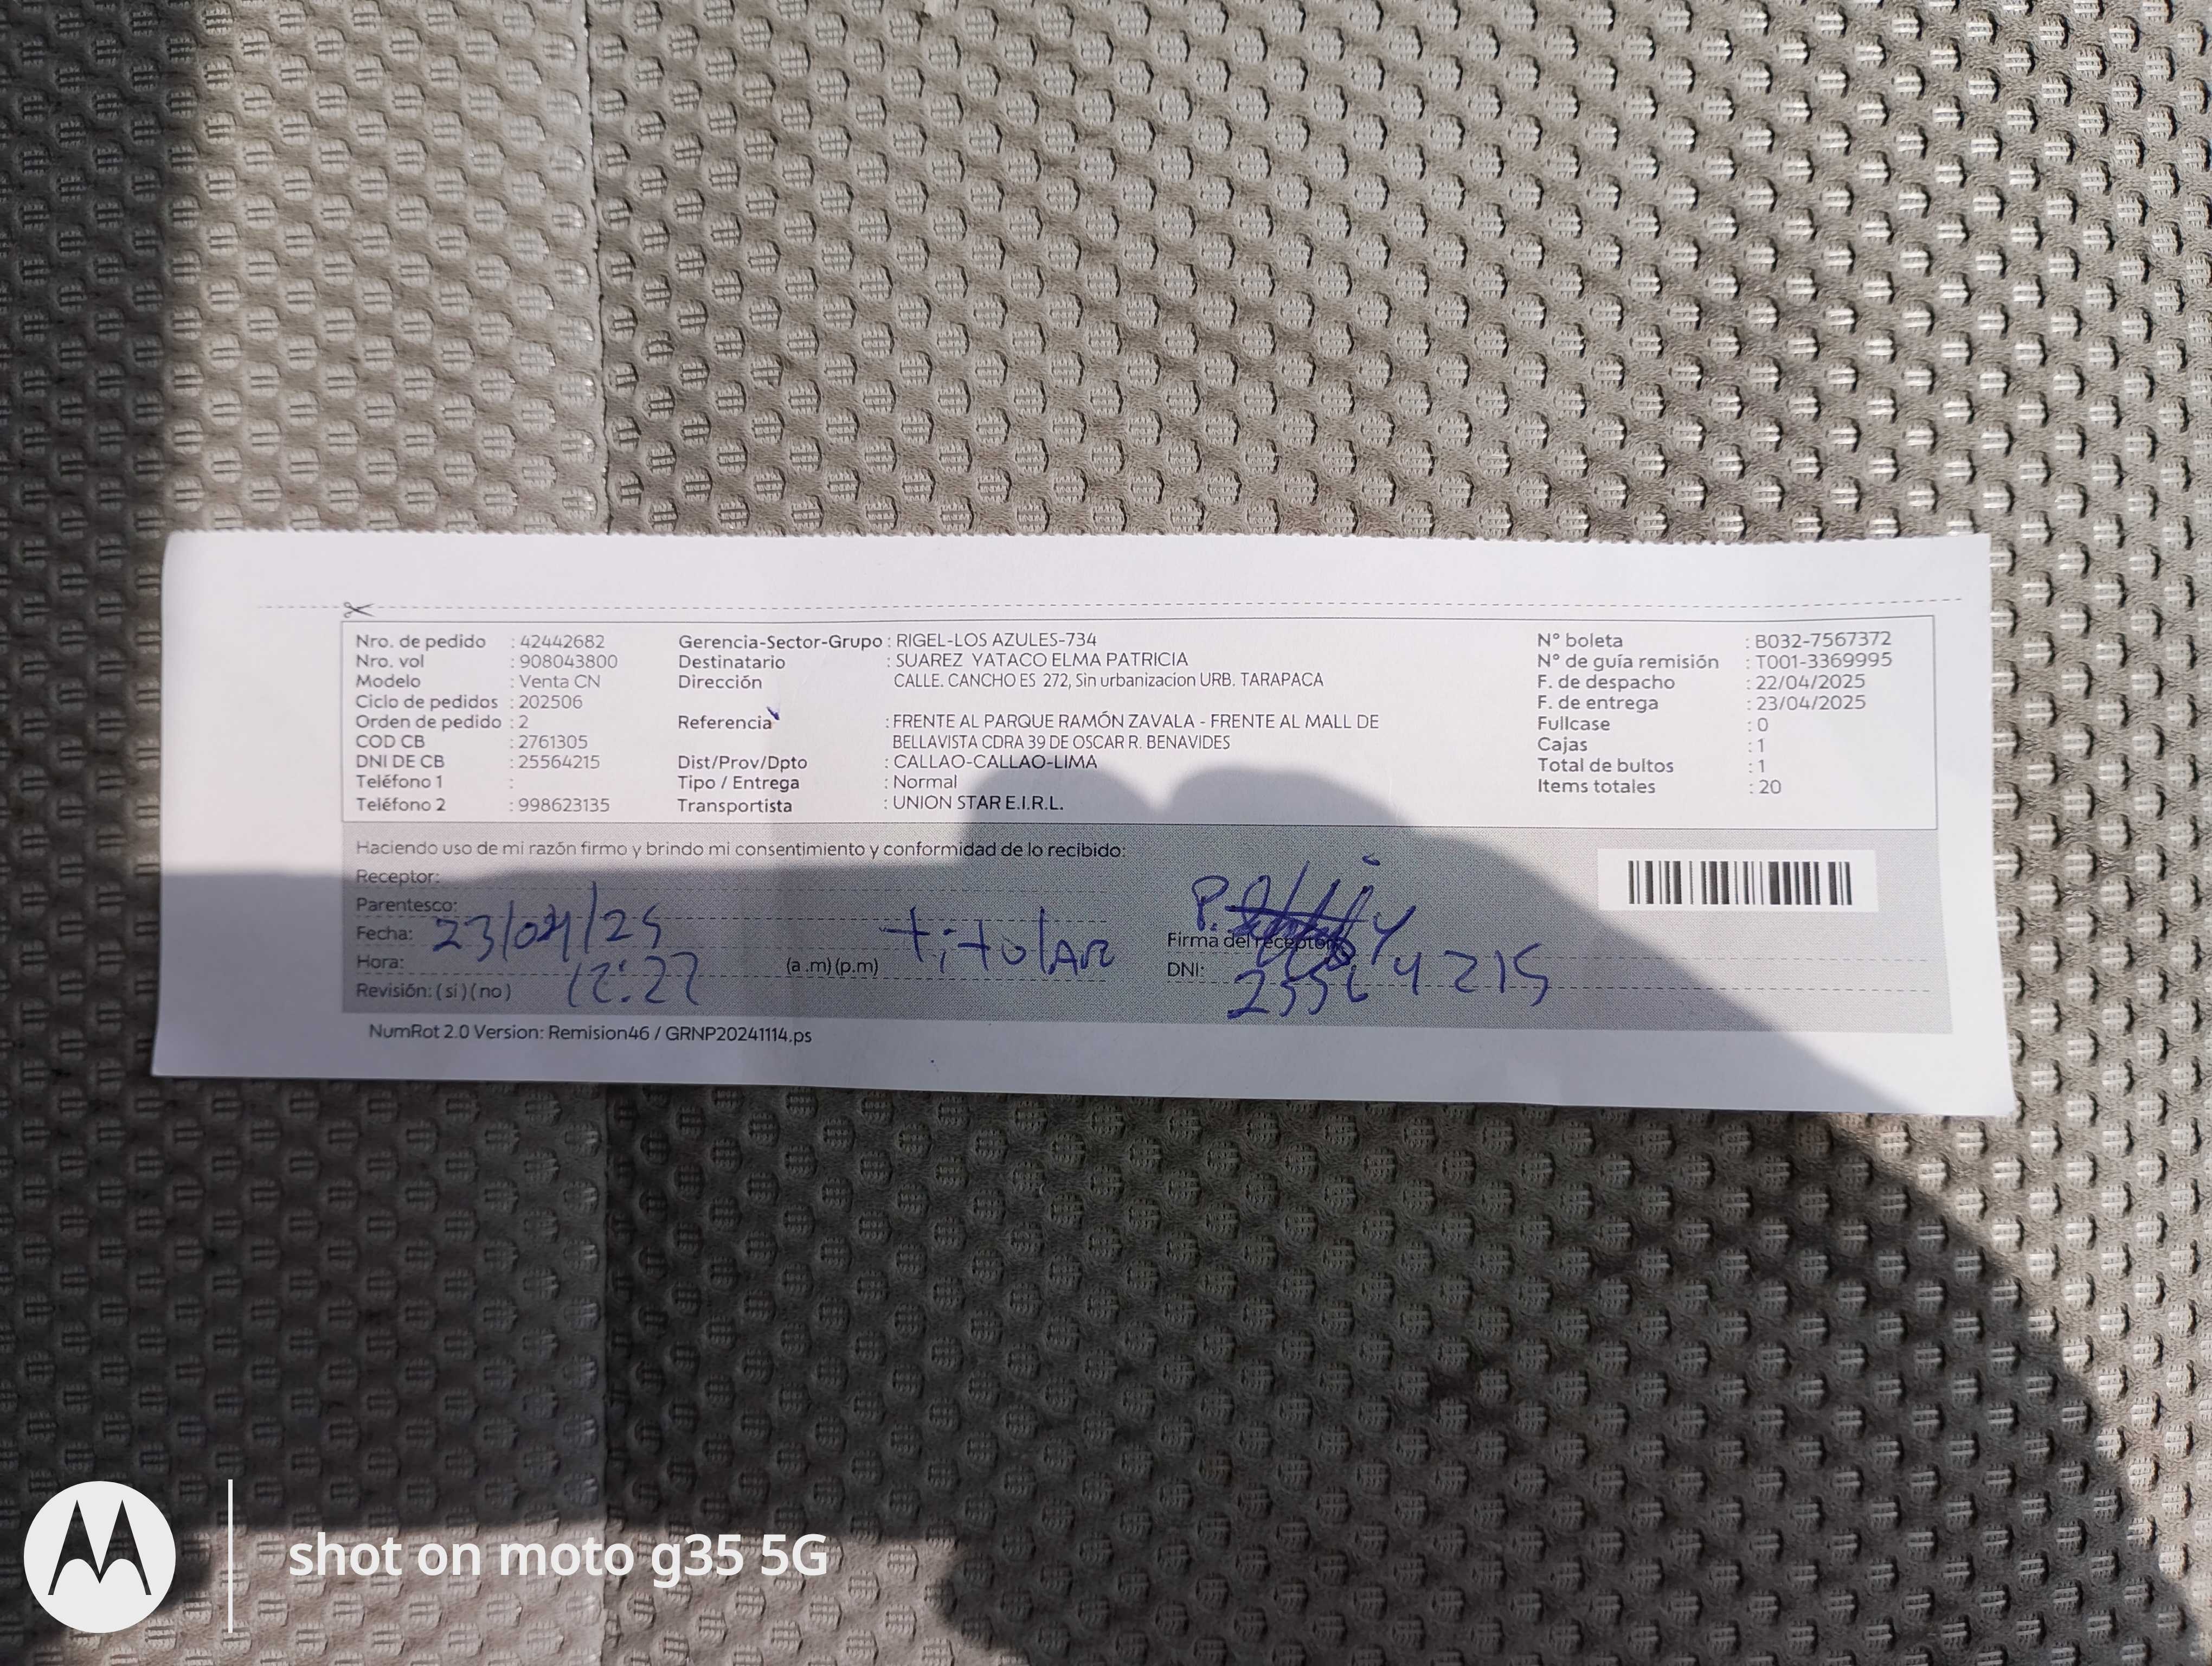 Nro. de pedido : 42442682
Nro. vol : 908043800
Modelo : Venta CN
Ciclo de pedidos : 202506
Orden de pedido : 2
COD CB : 2761305
DNI DE CB : 25564215
Teléfono 1 :
Teléfono 2 : 998623135
Gerencia-Sector-Grupo : RIGEL-LOS AZULES-734
Destinatario : SUAREZ YATACO ELMA PATRICIA
Dirección CALLE. CANCHO ES 272, Sin urbanizacion URB. TARAPACA
Referencia : FRENTE AL PARQUE RAMÓN ZAVALA - FRENTE AL MALL DE
BELLAVISTA CDRA 39 DE OSCAR R. BENAVIDES
Dist/Prov/Dpto : CALLAO-CALLAO-LIMA
Tipo / Entrega : Normal
Transportista : UNION STAR E.I.R.L.
N° boleta : B032-7567372
N° de guía remisión : T001-3369995
F. de despacho : 22/04/2025
F. de entrega : 23/04/2025
Fullcase : 0
Cajas : 1
Total de bultos : 1
Items totales : 20
Haciendo uso de mi razón firmo y brindo mi consentimiento y conformidad de lo recibido:
Receptor:
Parentesco:
Fecha: 23/04/25
Hora: 12:27 (a.m)(p.m)
Revisión: (si)(no)
titolAR
Firma del receptor
DNI: 25564215
NumRot 2.0 Version: Remision46 / GRNP20241114.ps
shot on moto g35 5G